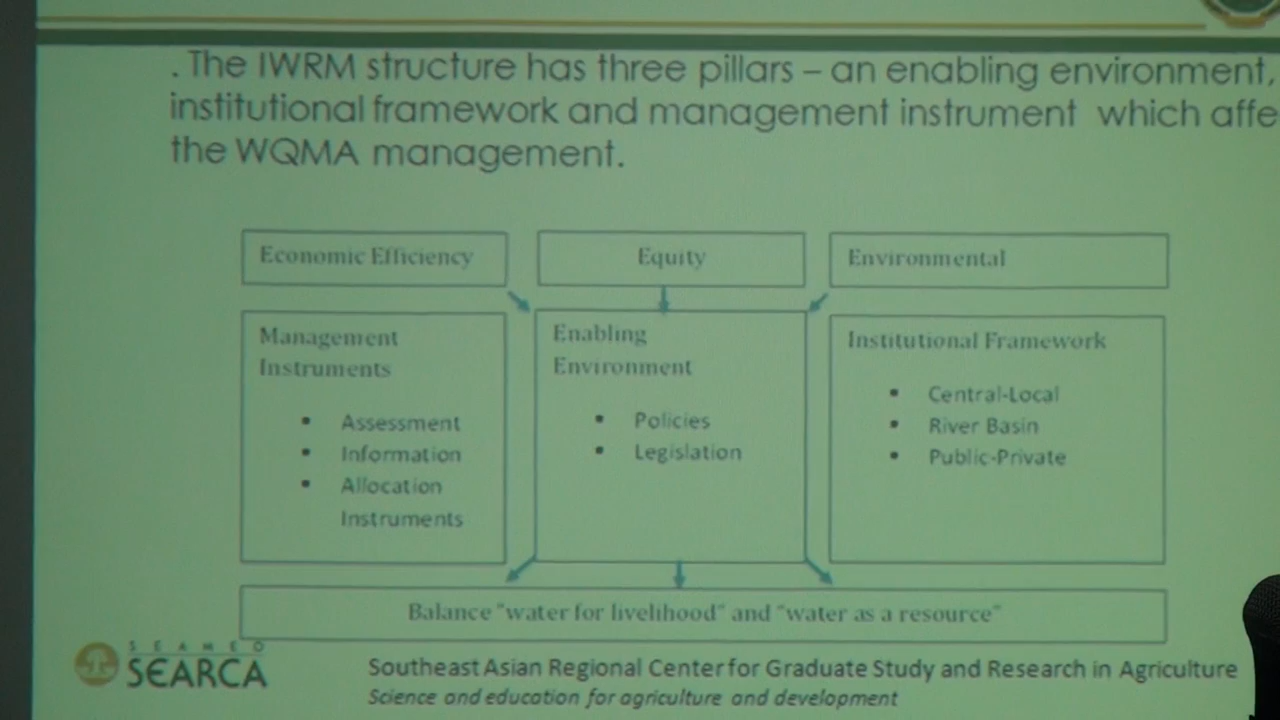 . The IWRM structure has three pillars – an enabling environment,
institutional framework and management instrument which affe
the WQMA management.
Economic Efficiency
Equity
Environmental
Management
Instruments
• Assessment
• Information
• Allocation
Instruments
Enabling
Environment
• Policies
• Legislation
Institutional Framework
• Central-Local
• River Basin
• Public-Private
Balance "water for livelihood" and "water as a resource"
SEAMEO
SEARCA
Southeast Asian Regional Center for Graduate Study and Research in Agriculture
Science and education for agriculture and development